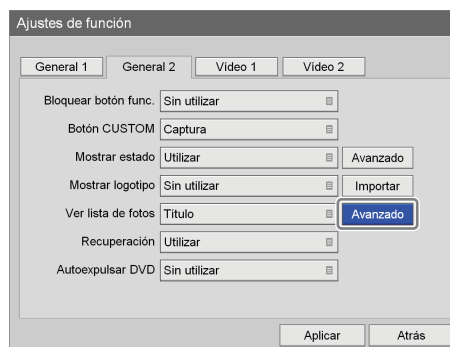 Ajustes de función
General 1 General 2 Vídeo 1 Vídeo 2
Bloquear botón func. Sin utilizar
Botón CUSTOM Captura
Mostrar estado Utilizar Avanzado
Mostrar logotipo Sin utilizar Importar
Ver lista de fotos Título Avanzado
Recuperación Utilizar
Autoexpulsar DVD Sin utilizar
Aplicar Atrás